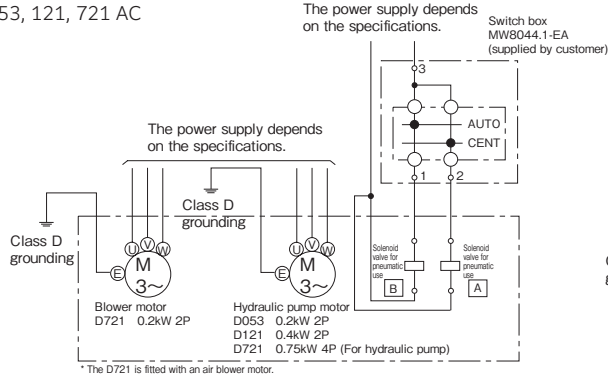 53, 121, 721 AC
The power supply depends
on the specifications.
Switch box
MW8044.1-EA
(supplied by customer)
3
AUTO
CENT
1
2
The power supply depends
on the specifications.
Class D
grounding
Class D
grounding
U V W
E
M
3~
U V W
E
M
3~
Solenoid
valve for
pneumatic
use
B
Solenoid
valve for
pneumatic
use
A
Blower motor
D721 0.2kW 2P
Hydraulic pump motor
D053 0.2kW 2P
D121 0.4kW 2P
D721 0.75kW 4P (For hydraulic pump)
* The D721 is fitted with an air blower motor.